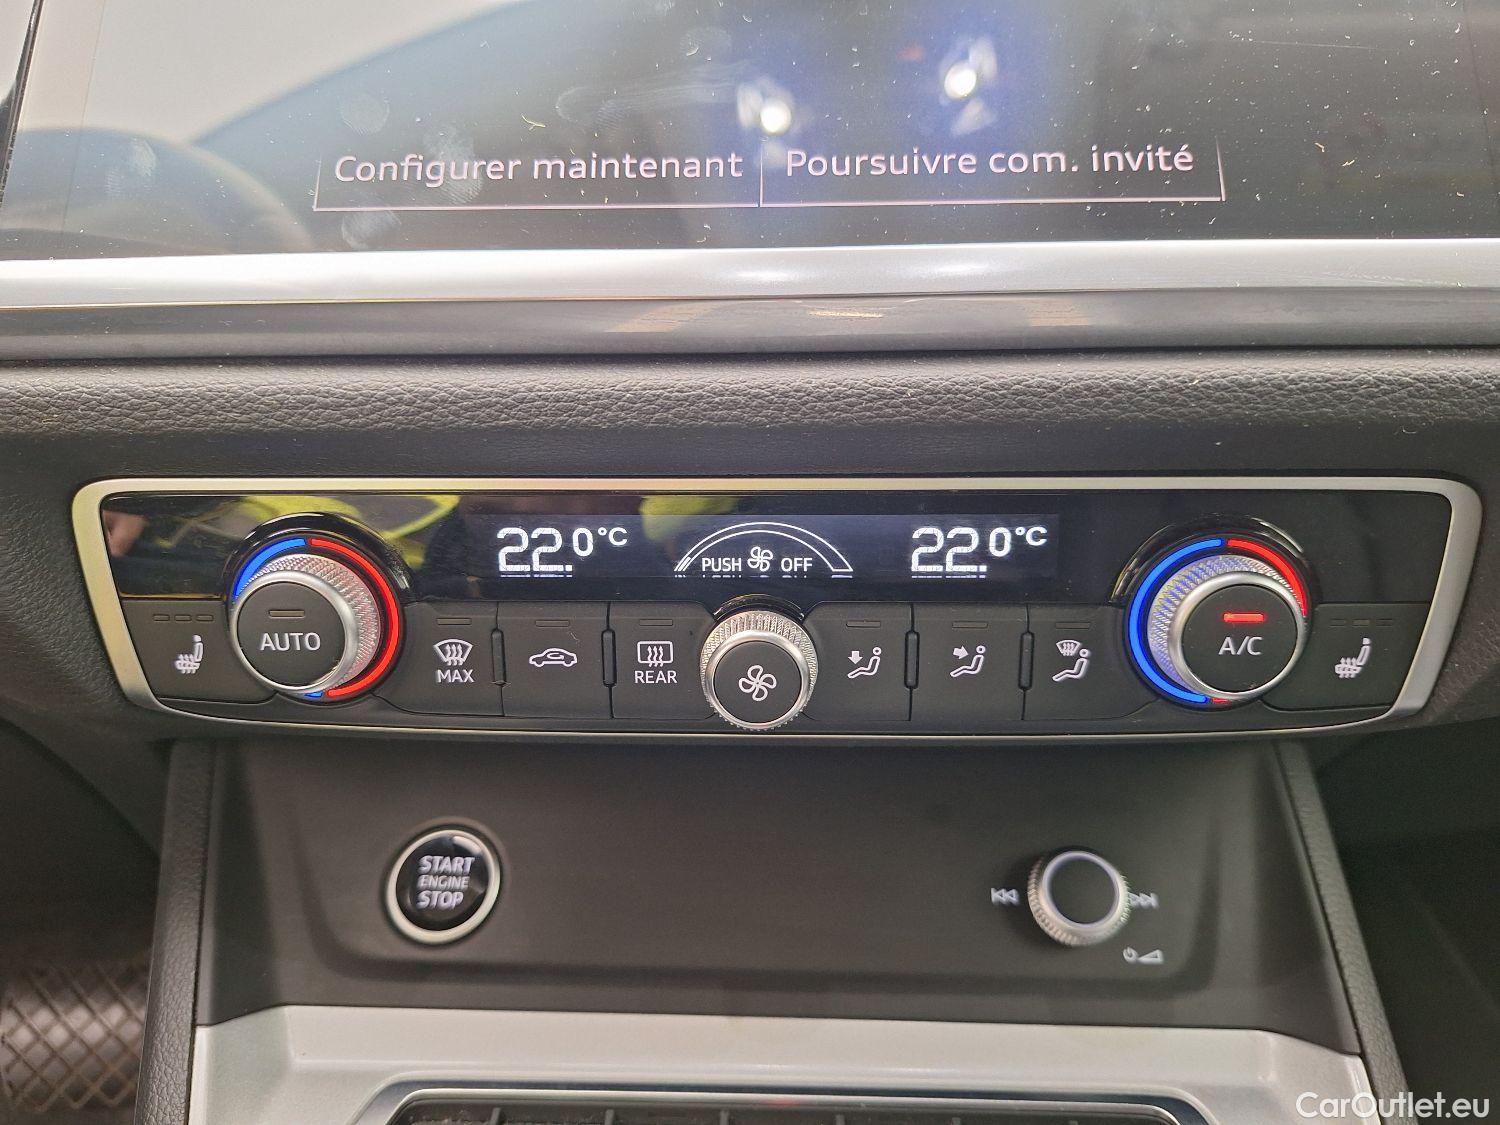 Configurer maintenant Poursuivre com. invité
22.0°C PUSH OFF 22.0°C
AUTO MAX REAR A/C
START
ENGINE
STOP
CarOutlet.eu